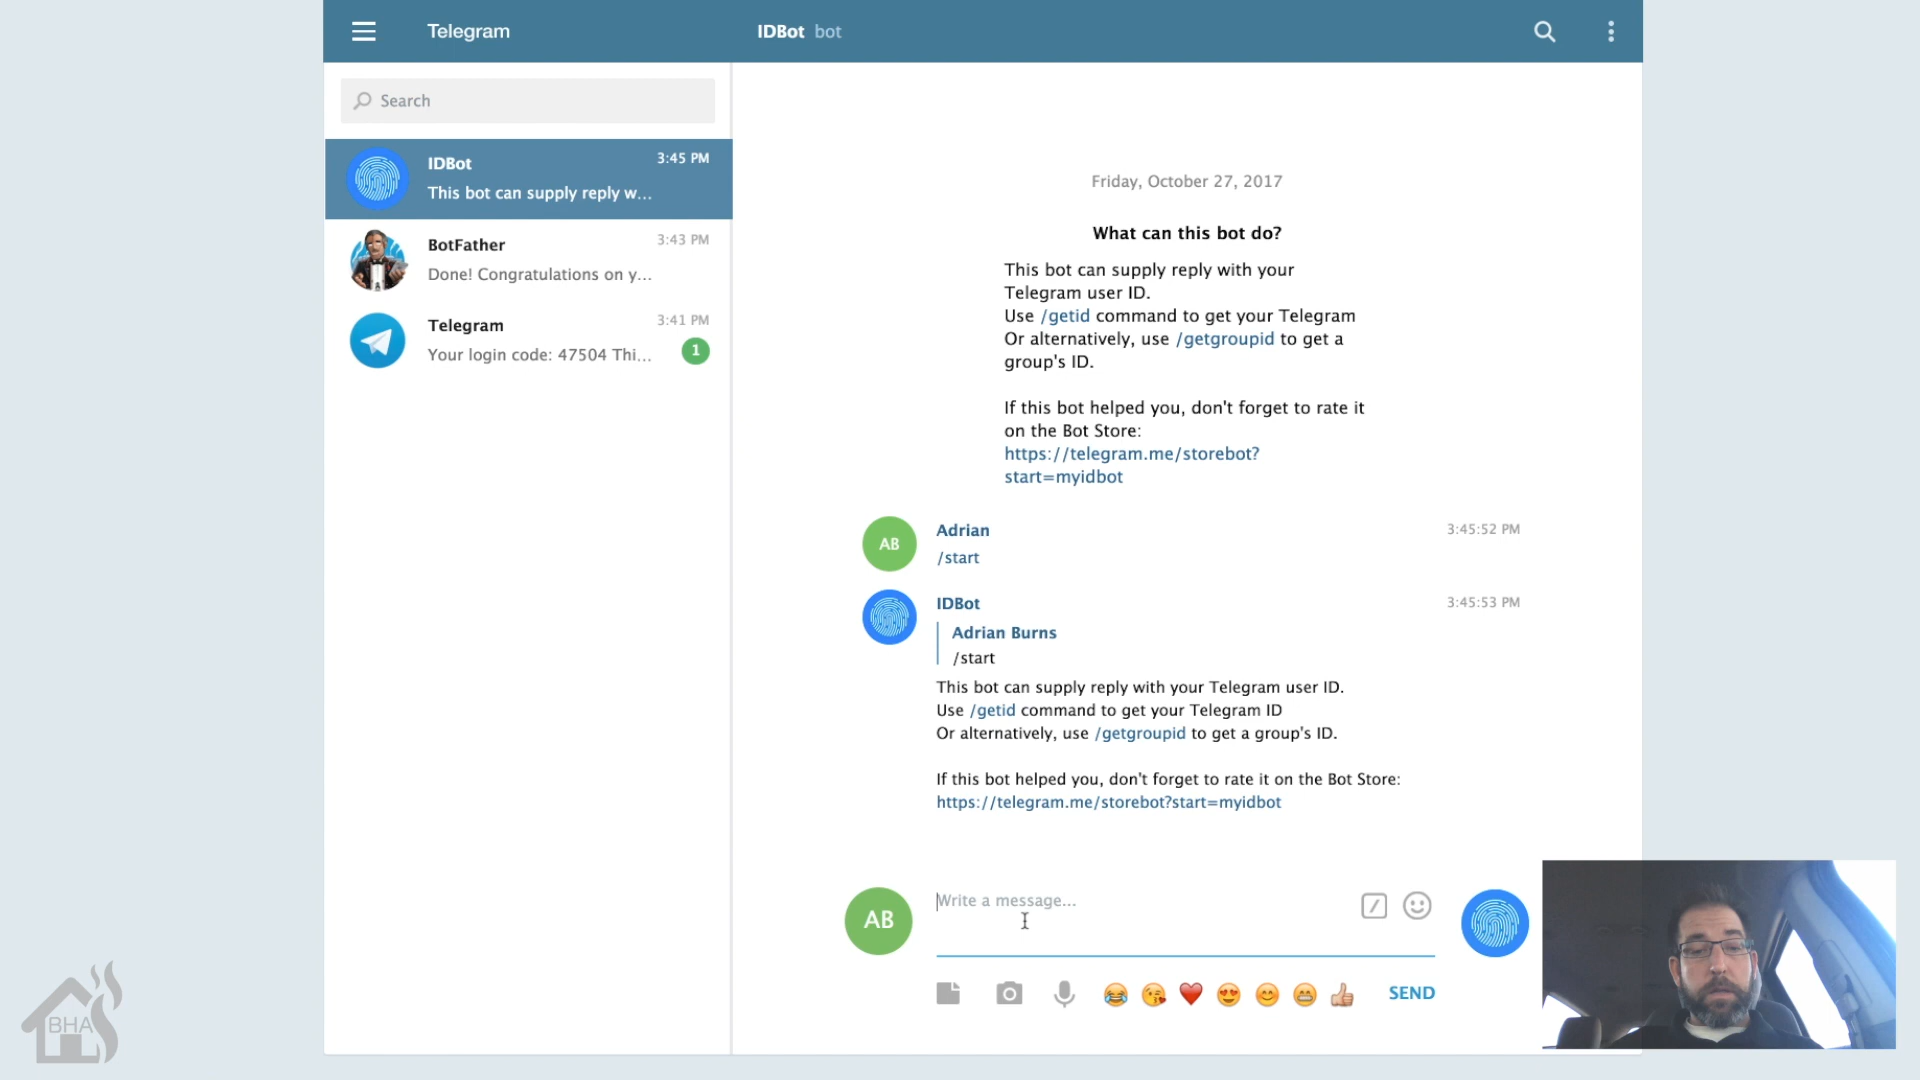 Telegram
IDBot bot
Search
IDBot
3:45 PM
This bot can supply reply w...
BotFather
3:43 PM
Done! Congratulations on y...
Telegram
3:41 PM
Your login code: 47504 Thi...
1
Friday, October 27, 2017
What can this bot do?
This bot can supply reply with your
Telegram user ID.
Use /getid command to get your Telegram
Or alternatively, use /getgroupid to get a
group's ID.
If this bot helped you, don't forget to rate it
on the Bot Store:
https://telegram.me/storebot?
start=myidbot
AB
Adrian
3:45:52 PM
/start
IDBot
3:45:53 PM
Adrian Burns
/start
This bot can supply reply with your Telegram user ID.
Use /getid command to get your Telegram ID
Or alternatively, use /getgroupid to get a group's ID.
If this bot helped you, don't forget to rate it on the Bot Store:
https://telegram.me/storebot?start=myidbot
AB
Write a message...
SEND
BHA